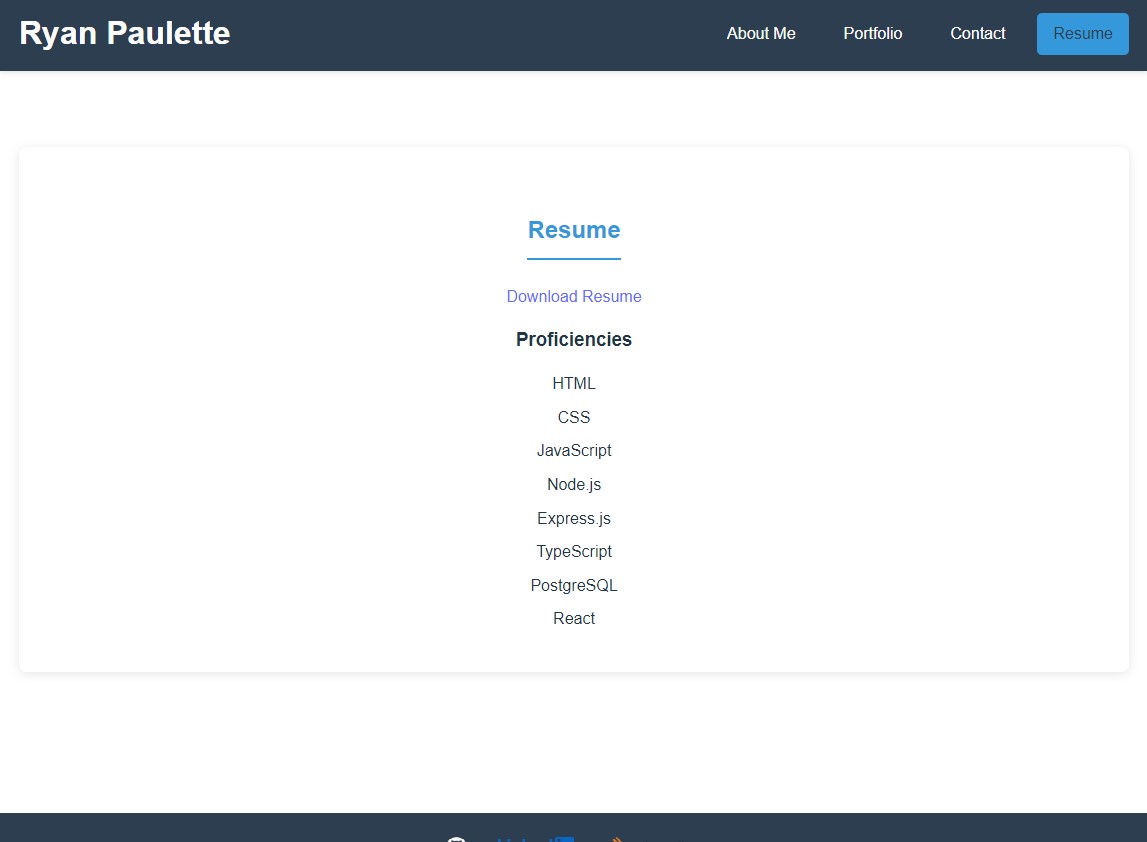 Ryan Paulette
About Me
Portfolio
Contact
Resume
Resume
Download Resume
Proficiencies
HTML
CSS
JavaScript
Node.js
Express.js
TypeScript
PostgreSQL
React